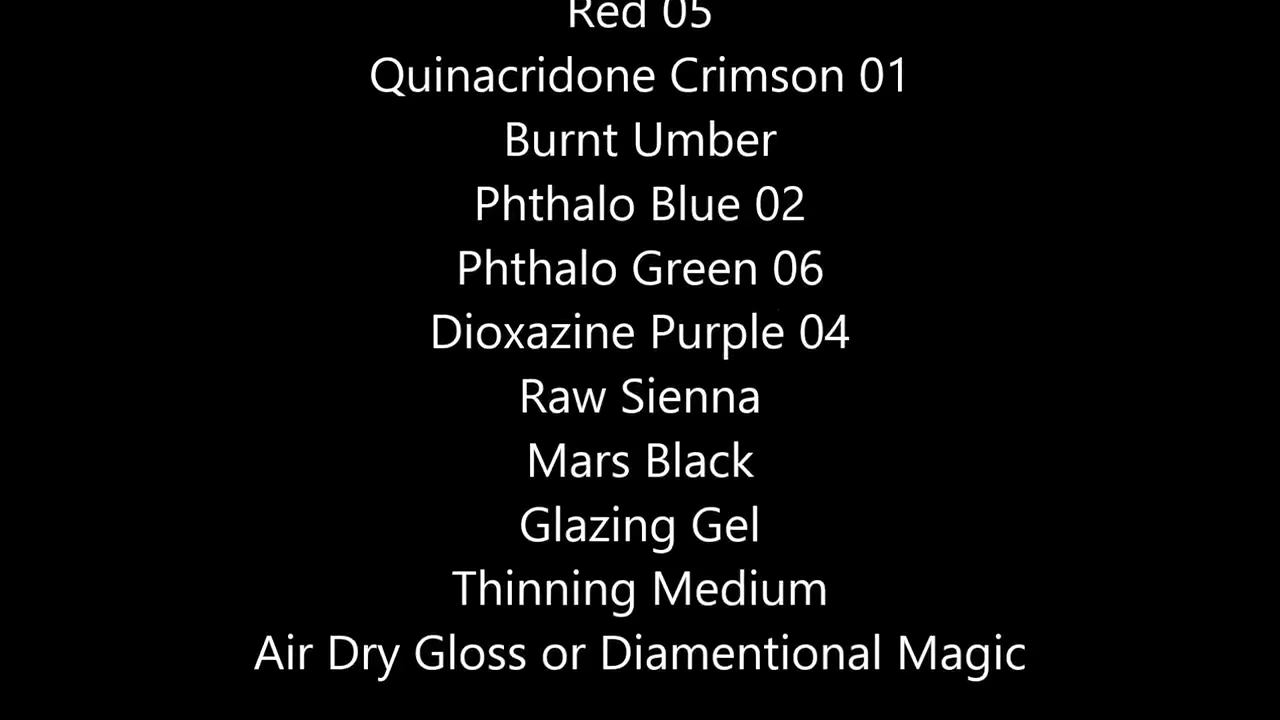 Red 05
Quinacridone Crimson 01
Burnt Umber
Phthalo Blue 02
Phthalo Green 06
Dioxazine Purple 04
Raw Sienna
Mars Black
Glazing Gel
Thinning Medium
Air Dry Gloss or Diamentional Magic